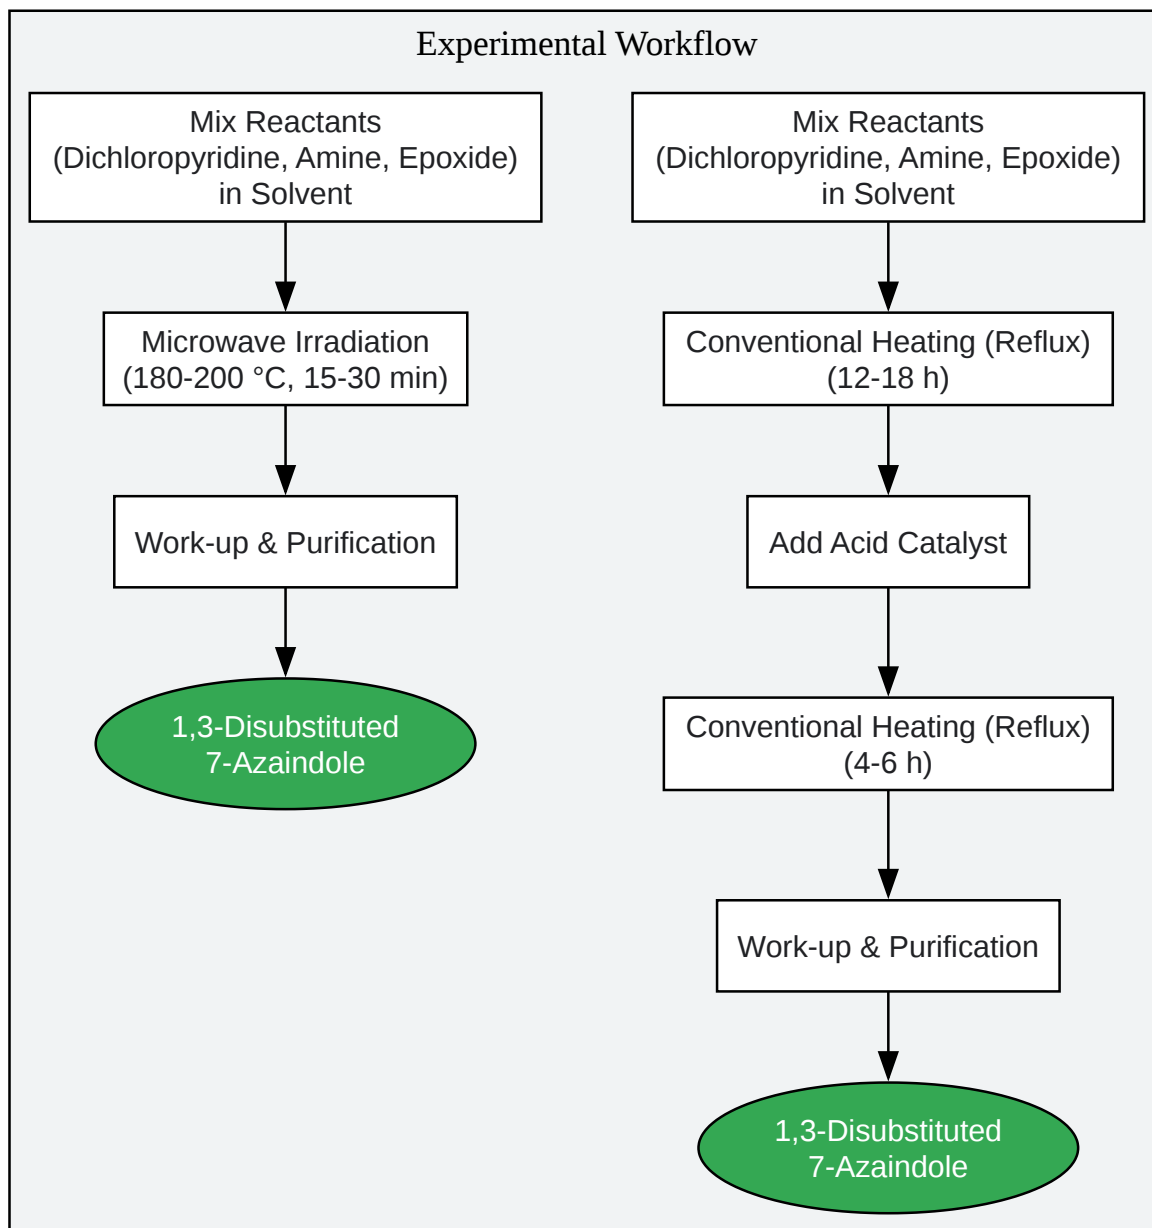 Experimental Workflow
Mix Reactants
(Dichloropyridine, Amine, Epoxide)
in Solvent
Microwave Irradiation
(180-200 °C, 15-30 min)
Work-up & Purification
1,3-Disubstituted
7-Azaindole
Mix Reactants
(Dichloropyridine, Amine, Epoxide)
in Solvent
Conventional Heating (Reflux)
(12-18 h)
Add Acid Catalyst
Conventional Heating (Reflux)
(4-6 h)
Work-up & Purification
1,3-Disubstituted
7-Azaindole